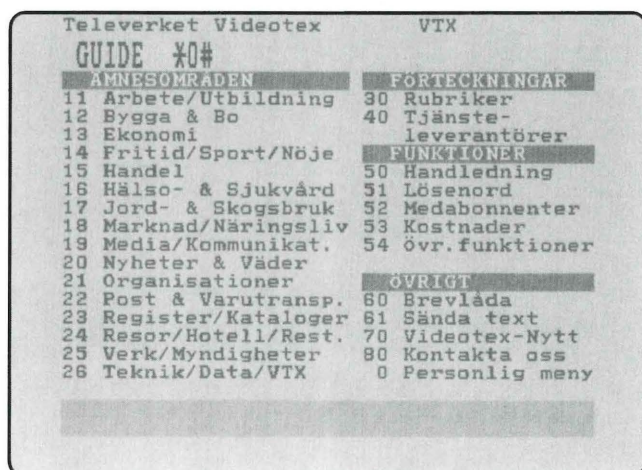 Televerket Videotex VTX
GUIDE *0#
ÄMNESOMRÅDEN
11 Arbete/Utbildning
12 Bygga & Bo
13 Ekonomi
14 Fritid/Sport/Nöje
15 Handel
16 Hälso- & Sjukvård
17 Jord- & Skogsbruk
18 Marknad/Näringsliv
19 Media/Kommunikat.
20 Nyheter & Väder
21 Organisationer
22 Post & Varutransp.
23 Register/Kataloger
24 Resor/Hotell/Rest.
25 Verk/Myndigheter
26 Teknik/Data/VTX
FÖRTECKNINGAR
30 Rubriker
40 Tjänste-
leverantörer
FUNKTIONER
50 Handledning
51 Lösenord
52 Medabonnenter
53 Kostnader
54 övr.funktioner
ÖVRIGT
60 Brevlåda
61 Sända text
70 Videotex-Nytt
80 Kontakta oss
0 Personlig meny